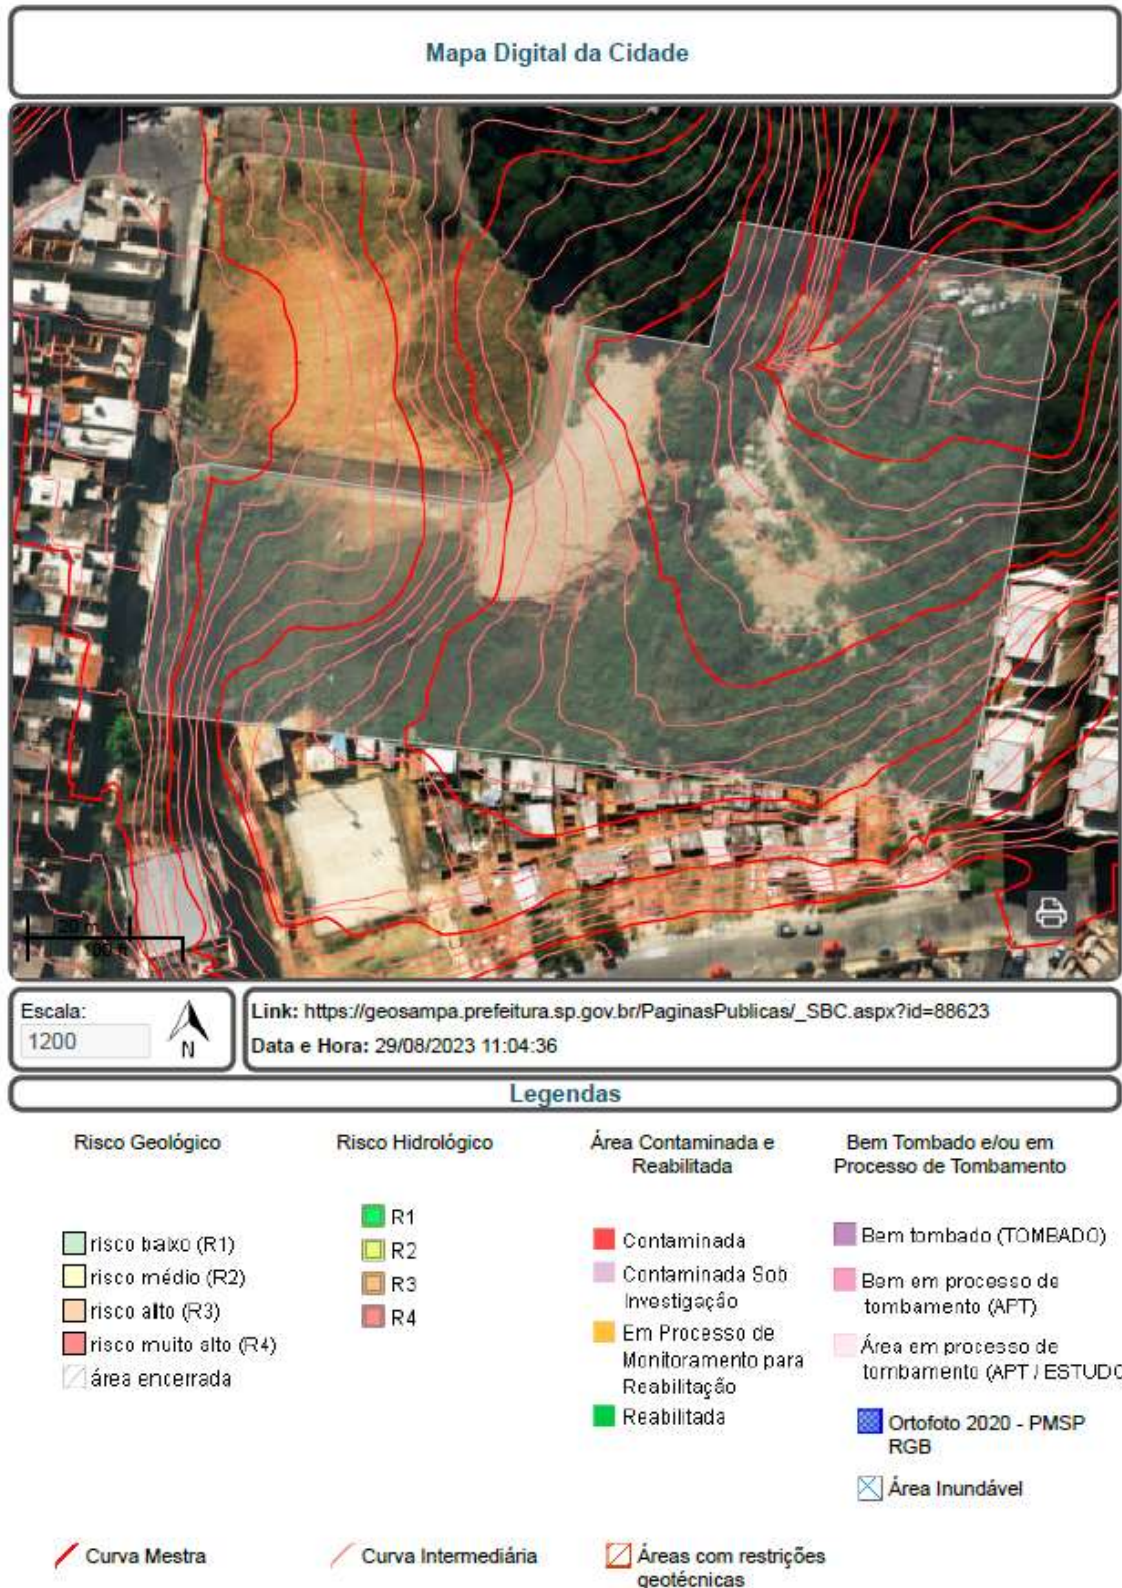 Mapa Digital da Cidade
20 m
100 ft
Escala:
1200
N
Link: https://geosampa.prefeitura.sp.gov.br/PaginasPublicas/_SBC.aspx?id=88623
Data e Hora: 29/08/2023 11:04:36
Legendas
Risco Geológico
risco baixo (R1)
risco médio (R2)
risco alto (R3)
risco muito alto (R4)
área encerrada
Risco Hidrológico
R1
R2
R3
R4
Área Contaminada e
Reabilitada
Contaminada
Contaminada Sob
Investigação
Em Processo de
Monitoramento para
Reabilitação
Reabilitada
Bem Tombado e/ou em
Processo de Tombamento
Bem tombado (TOMBADO)
Bem em processo de
tombamento (APT)
Área em processo de
tombamento (APT / ESTUDO
Ortofoto 2020 - PMSP
RGB
Área Inundável
Curva Mestra
Curva Intermediária
Áreas com restrições
geotécnicas